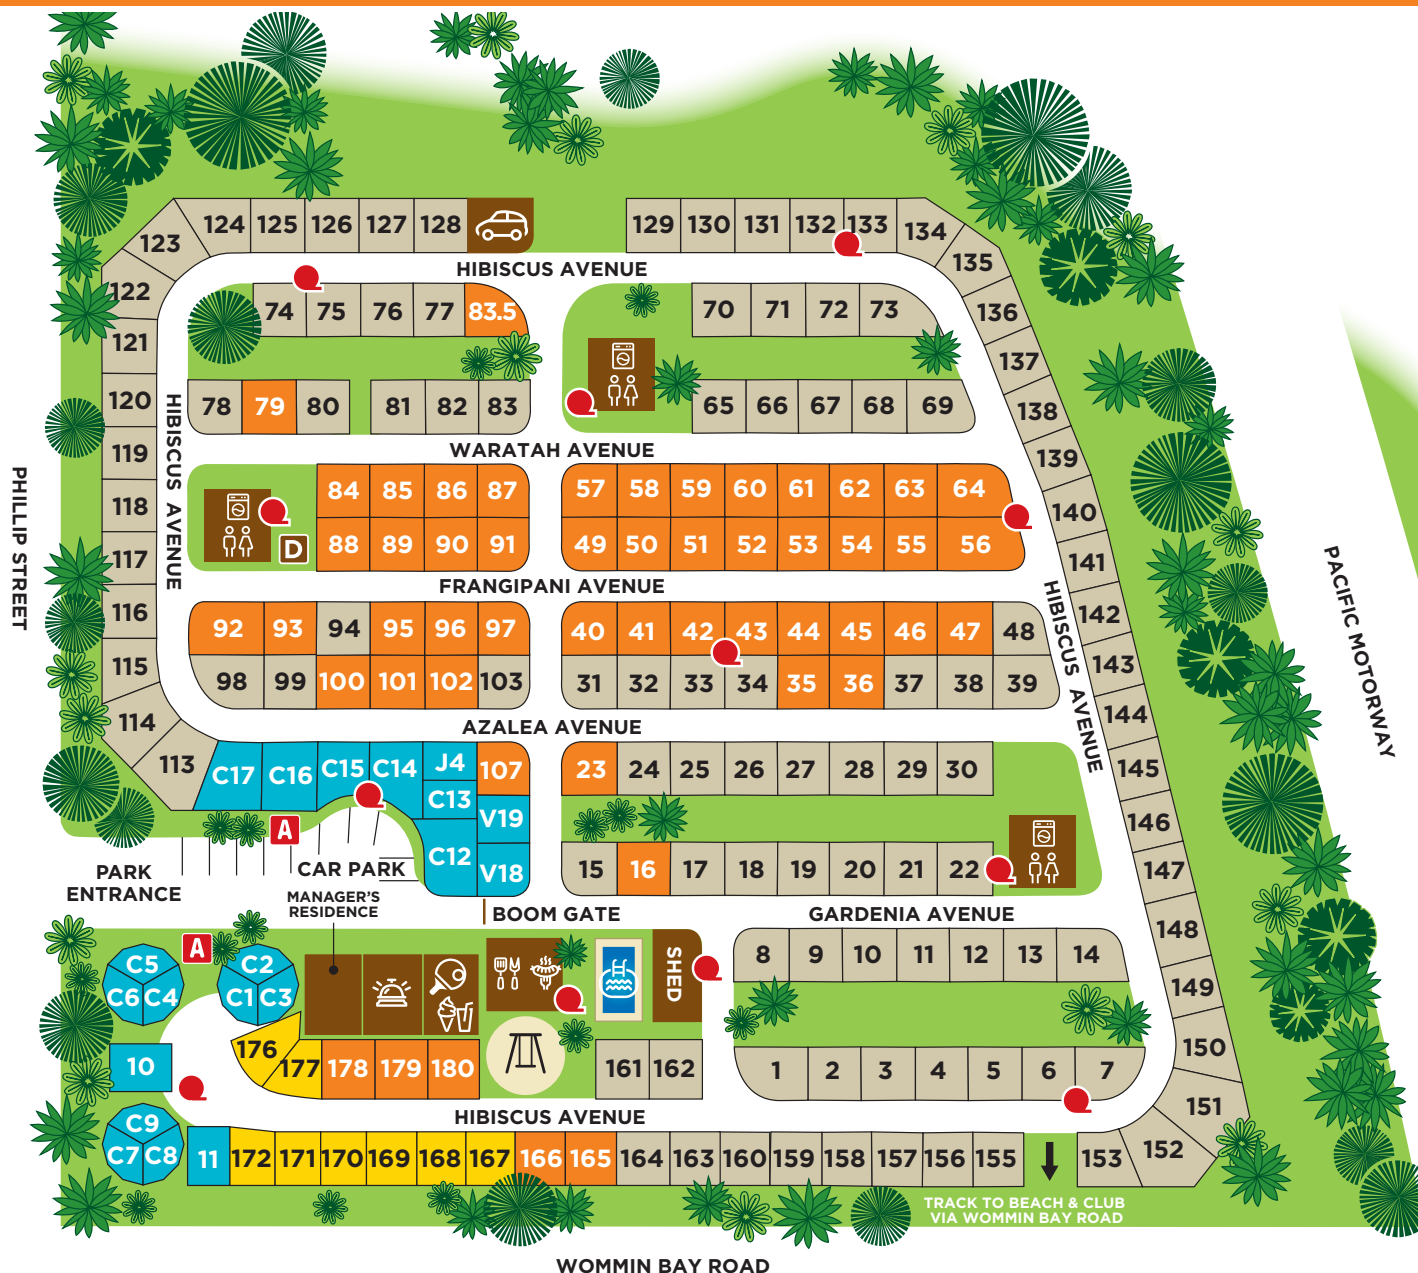 124 125 126 127 128
129 130 131 132 133 134
123
135
HIBISCUS AVENUE
122
136
74 75 76 77 83.5
70 71 72 73
121
137
120
78 79 80 81 82 83
65 66 67 68 69
138
HIBISCUS AVENUE
WARATAH AVENUE
119
139
84 85 86 87
57 58 59 60 61 62 63 64
118
140
88 89 90 91
49 50 51 52 53 54 55 56
D
117
141
PHILLIP STREET
FRANGIPANI AVENUE
HIBISCUS AVENUE
PACIFIC MOTORWAY
116
142
92 93 94 95 96 97
40 41 42 43 44 45 46 47 48
115
143
98 99 100 101 102 103
31 32 33 34 35 36 37 38 39
114
144
AZALEA AVENUE
113
C17 C16 C15 C14 J4 107
23 24 25 26 27 28 29 30
145
C13
V19
146
A
C12
V18
15 16 17 18 19 20 21 22
147
PARK
ENTRANCE
CAR PARK
MANAGER'S
RESIDENCE
BOOM GATE
GARDENIA AVENUE
148
A
C5
C6 C4
C2
C1 C3
SHED
8 9 10 11 12 13 14
149
176
177 178 179 180
161 162
1 2 3 4 5 6 7
150
10
151
HIBISCUS AVENUE
C9
C7 C8
11 172 171 170 169 168 167 166 165 164 163 160 159 158 157 156 155
153 152
TRACK TO BEACH & CLUB
VIA WOMMIN BAY ROAD
WOMMIN BAY ROAD